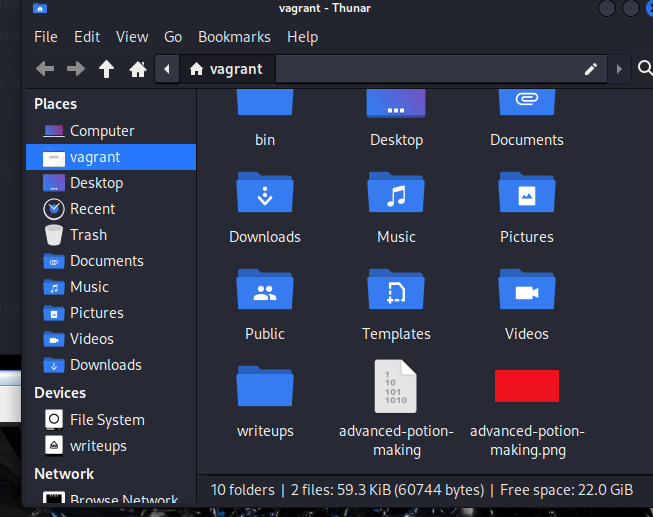 vagrant - Thunar
File Edit View Go Bookmarks Help
vagrant
Places
Computer
vagrant
Desktop
Recent
Trash
Documents
Music
Pictures
Videos
Downloads
Devices
File System
writeups
Network
Browse Network
bin Desktop Documents
Downloads Music Pictures
Public Templates Videos
1
10
101
1010
writeups advanced-potion-making advanced-potion-making.png
10 folders | 2 files: 59.3 KiB (60744 bytes) | Free space: 22.0 GiB